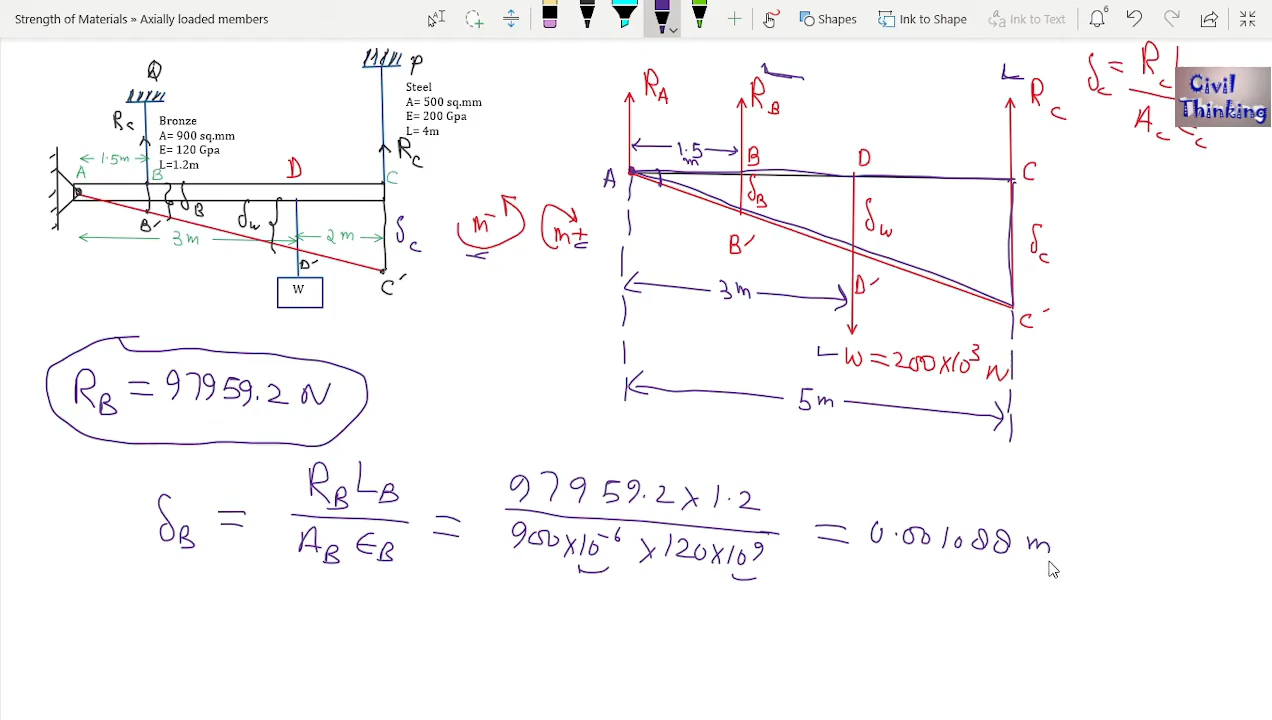 Strength of Materials » Axially loaded members
Shapes
Ink to Shape
Ink to Text
6
Q
P
Steel
A= 500 sq.mm
E= 200 Gpa
L= 4m
Bronze
A= 900 sq.mm
E= 120 Gpa
L=1.2m
Rc
Rc
1.5m
A
B
D
C
δB
B′
δw
δc
3m
2m
D′
W
C′
m-
m+
RA
RB
Rc
δc = Rc L
Ac Ec
Civil
Thinking
1.5
m
A
B
D
C
δB
δw
δc
B′
D′
3m
C′
W = 200×10³ N
5m
RB = 97959.2 N
δB = RB LB / AB EB = 97959.2 × 1.2 / 900×10⁻⁶ × 120×10⁹ = 0.001088 m